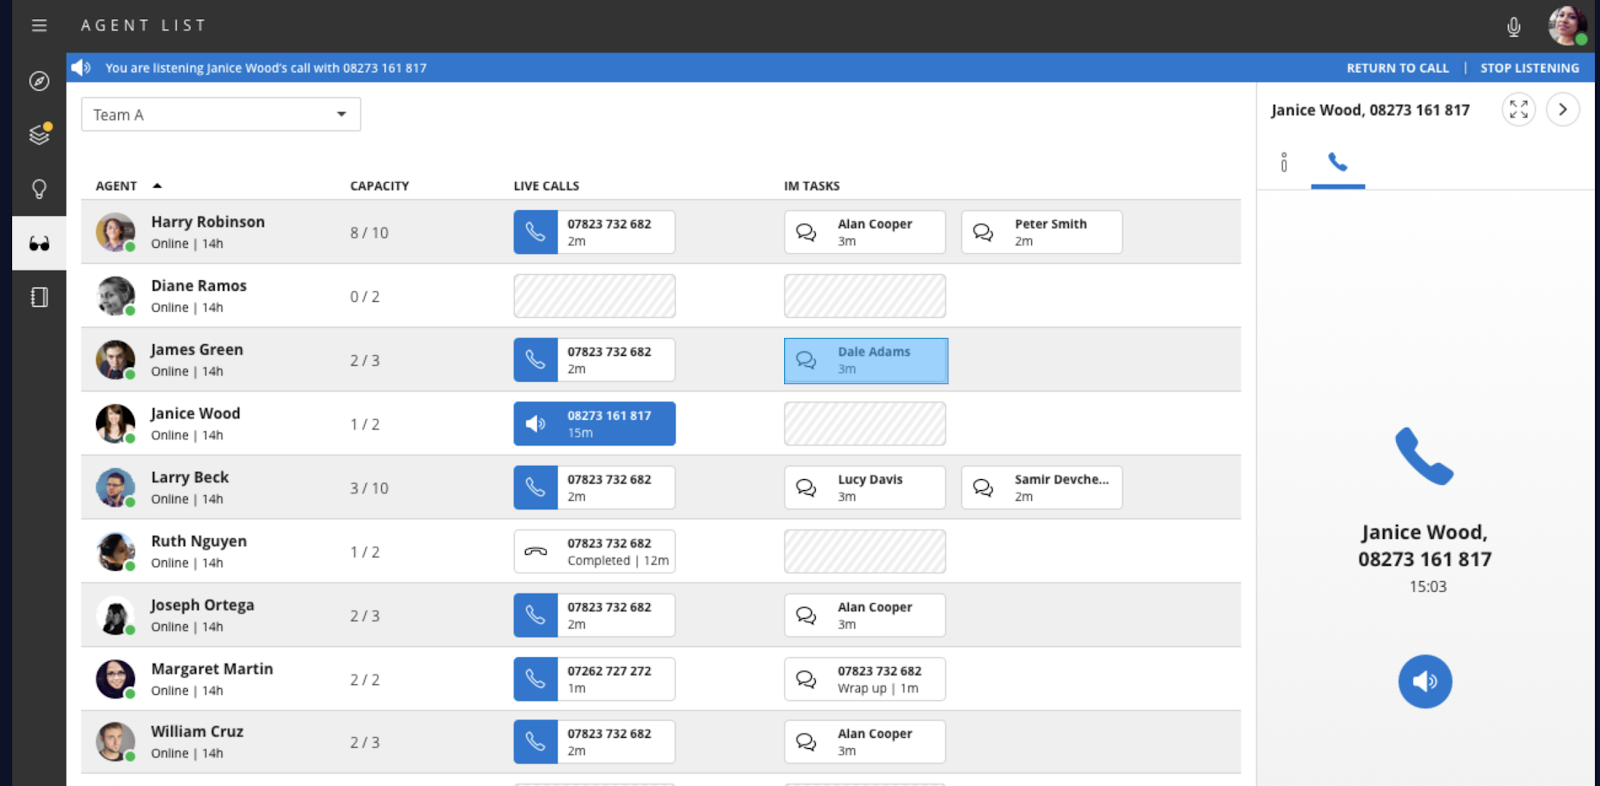 AGENT LIST
You are listening Janice Wood's call with 08273 161 817
RETURN TO CALL | STOP LISTENING
Team A
AGENT CAPACITY LIVE CALLS IM TASKS
Harry Robinson
Online | 14h
8 / 10
07823 732 682
2m
Alan Cooper
3m
Peter Smith
2m
Diane Ramos
Online | 14h
0 / 2
James Green
Online | 14h
2 / 3
07823 732 682
2m
Dale Adams
3m
Janice Wood
Online | 14h
1 / 2
08273 161 817
15m
Larry Beck
Online | 14h
3 / 10
07823 732 682
2m
Lucy Davis
3m
Samir Devche...
2m
Ruth Nguyen
Online | 14h
1 / 2
07823 732 682
Completed | 12m
Joseph Ortega
Online | 14h
2 / 3
07823 732 682
2m
Alan Cooper
3m
Margaret Martin
Online | 14h
2 / 2
07262 727 272
1m
07823 732 682
Wrap up | 1m
William Cruz
Online | 14h
2 / 3
07823 732 682
2m
Alan Cooper
3m
Janice Wood, 08273 161 817
Janice Wood,
08273 161 817
15:03